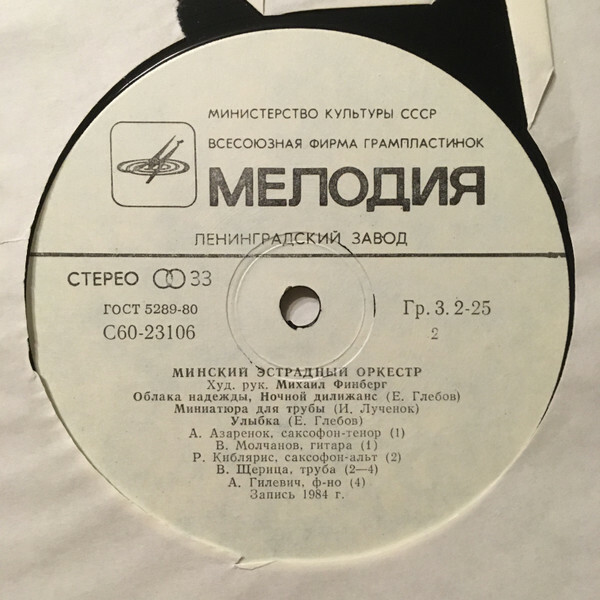 МИНИСТЕРСТВО КУЛЬТУРЫ СССР
ВСЕСОЮЗНАЯ ФИРМА ГРАМПЛАСТИНОК
МЕЛОДИЯ
ЛЕНИНГРАДСКИЙ ЗАВОД
СТЕРЕО 33
ГОСТ 5289-80
С60-23106
Гр. 3. 2-25
2
МИНСКИЙ ЭСТРАДНЫЙ ОРКЕСТР
Худ. рук. Михаил Финберг
Облака надежды, Ночной дилижанс (Е. Глебов)
Миниатюра для трубы (И. Лученок)
Улыбка (Е. Глебов)
А. Азаренок, саксофон-тенор (1)
В. Молчанов, гитара (1)
Р. Киблярис, саксофон-альт (2)
В. Щерица, труба (2—4)
А. Гилевич, ф-но (4)
Запись 1984 г.